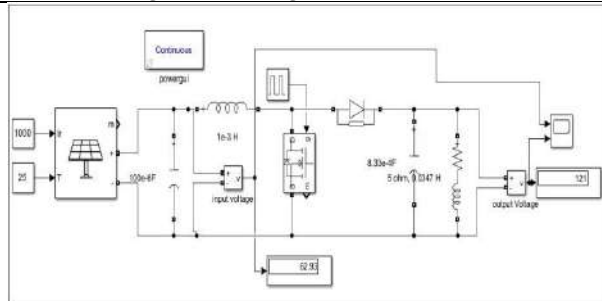 Continuous
powergui
1000
Ir
m
+
-
25
T
1e-3 H
100e-6F
+
-
v
input voltage
8.33e-4F
5 ohm, 0.0347 H
+
-
v
output Voltage
121
62.93